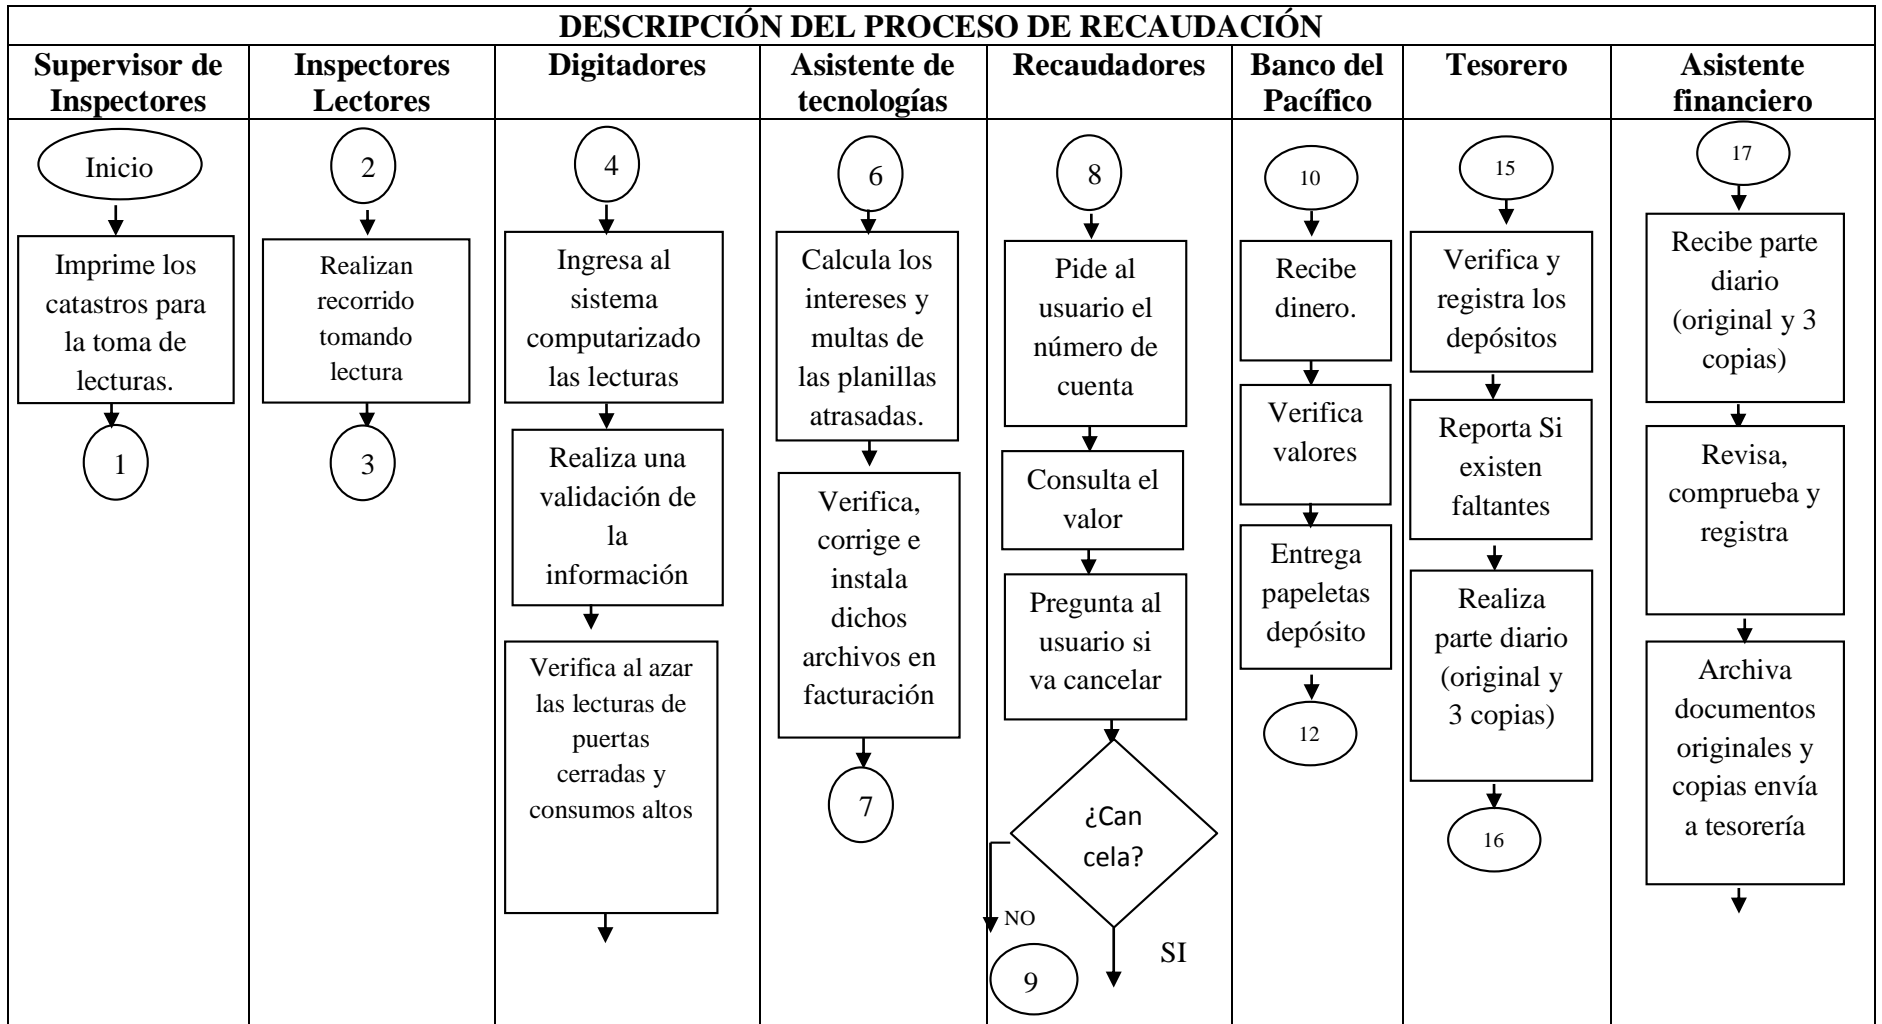 DESCRIPCIÓN DEL PROCESO DE RECAUDACIÓN
Supervisor de
Inspectores
Inspectores
Lectores
Digitadores
Asistente de
tecnologías
Recaudadores
Banco del
Pacífico
Tesorero
Asistente
financiero
Inicio
Imprime los
catastros para
la toma de
lecturas.
1
2
Realizan
recorrido
tomando
lectura
3
4
Ingresa al
sistema
computarizado
las lecturas
Realiza una
validación de
la
información
Verifica al azar
las lecturas de
puertas
cerradas y
consumos altos
6
Calcula los
intereses y
multas de
las planillas
atrasadas.
Verifica,
corrige e
instala
dichos
archivos en
facturación
7
8
Pide al
usuario el
número de
cuenta
Consulta el
valor
Pregunta al
usuario si
va cancelar
¿Can
cela?
NO
SI
9
10
Recibe
dinero.
Verifica
valores
Entrega
papeletas
depósito
12
15
Verifica y
registra los
depósitos
Reporta Si
existen
faltantes
Realiza
parte diario
(original y
3 copias)
16
17
Recibe parte
diario
(original y 3
copias)
Revisa,
comprueba y
registra
Archiva
documentos
originales y
copias envía
a tesorería